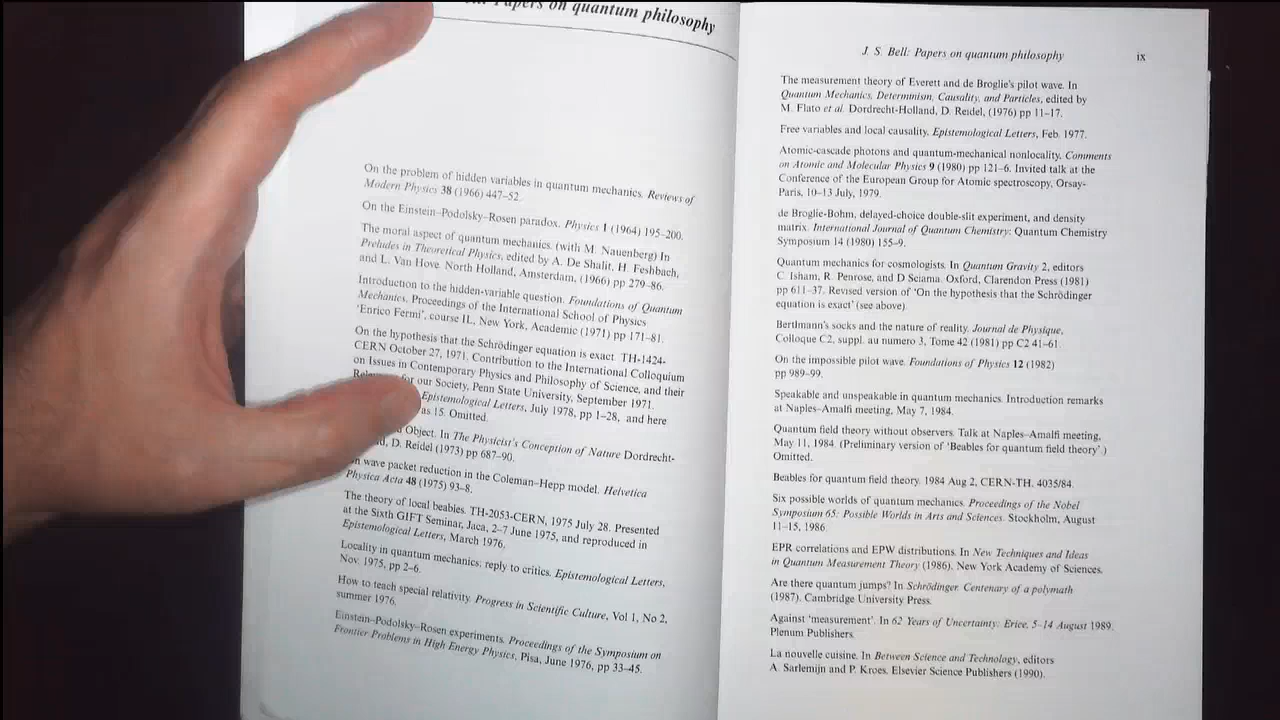 Papers on quantum philosophy
On the problem of hidden variables in quantum mechanics. Reviews of
Modern Physics 38 (1966) 447–52.
On the Einstein–Podolsky–Rosen paradox. Physics 1 (1964) 195–200.
The moral aspect of quantum mechanics. (with M. Nauenberg) In
Preludes in Theoretical Physics, edited by A. De Shalit, H. Feshbach,
and L. Van Hove. North Holland, Amsterdam, (1966) pp 279–86.
Introduction to the hidden-variable question. Foundations of Quantum
Mechanics. Proceedings of the International School of Physics
'Enrico Fermi', course IL, New York, Academic (1971) pp 171–81.
On the hypothesis that the Schrödinger equation is exact. TH-1424-
CERN October 27, 1971. Contribution to the International Colloquium
on Issues in Contemporary Physics and Philosophy of Science, and their
for our Society, Penn State University, September 1971.
Epistemological Letters, July 1978, pp 1–28, and here
as 15. Omitted.
Object. In The Physicist's Conception of Nature Dordrecht-
D. Reidel (1973) pp 687–90.
On wave packet reduction in the Coleman–Hepp model. Helvetica
Physica Acta 48 (1975) 93–8.
The theory of local beables. TH-2053-CERN, 1975 July 28. Presented
at the Sixth GIFT Seminar, Jaca, 2–7 June 1975, and reproduced in
Epistemological Letters, March 1976.
Locality in quantum mechanics: reply to critics. Epistemological Letters,
Nov. 1975, pp 2–6.
How to teach special relativity. Progress in Scientific Culture, Vol 1, No 2,
summer 1976.
Einstein–Podolsky–Rosen experiments. Proceedings of the Symposium on
Frontier Problems in High Energy Physics, Pisa, June 1976, pp 33–45.
J. S. Bell: Papers on quantum philosophy ix
The measurement theory of Everett and de Broglie's pilot wave. In
Quantum Mechanics, Determinism, Causality, and Particles, edited by
M. Flato et al. Dordrecht-Holland, D. Reidel, (1976) pp 11–17.
Free variables and local causality. Epistemological Letters, Feb. 1977.
Atomic-cascade photons and quantum-mechanical nonlocality. Comments
on Atomic and Molecular Physics 9 (1980) pp 121–6. Invited talk at the
Conference of the European Group for Atomic spectroscopy, Orsay-
Paris, 10–13 July, 1979.
de Broglie-Bohm, delayed-choice double-slit experiment, and density
matrix. International Journal of Quantum Chemistry: Quantum Chemistry
Symposium 14 (1980) 155–9.
Quantum mechanics for cosmologists. In Quantum Gravity 2, editors
C. Isham, R. Penrose, and D Sciama. Oxford, Clarendon Press (1981)
pp 611–37. Revised version of 'On the hypothesis that the Schrödinger
equation is exact' (see above)
Bertlmann's socks and the nature of reality. Journal de Physique,
Colloque C2, suppl. au numero 3, Tome 42 (1981) pp C2 41–61.
On the impossible pilot wave. Foundations of Physics 12 (1982)
pp 989–99.
Speakable and unspeakable in quantum mechanics. Introduction remarks
at Naples–Amalfi meeting, May 7, 1984.
Quantum field theory without observers. Talk at Naples–Amalfi meeting,
May 11, 1984. (Preliminary version of 'Beables for quantum field theory'.)
Omitted.
Beables for quantum field theory. 1984 Aug 2, CERN-TH. 4035/84.
Six possible worlds of quantum mechanics. Proceedings of the Nobel
Symposium 65: Possible Worlds in Arts and Sciences. Stockholm, August
11–15, 1986.
EPR correlations and EPW distributions. In New Techniques and Ideas
in Quantum Measurement Theory (1986). New York Academy of Sciences.
Are there quantum jumps? In Schrödinger. Centenary of a polymath
(1987). Cambridge University Press.
Against 'measurement'. In 62 Years of Uncertainty: Erice, 5–14 August 1989.
Plenum Publishers.
La nouvelle cuisine. In Between Science and Technology, editors
A. Sarlemijn and P. Kroes. Elsevier Science Publishers (1990).